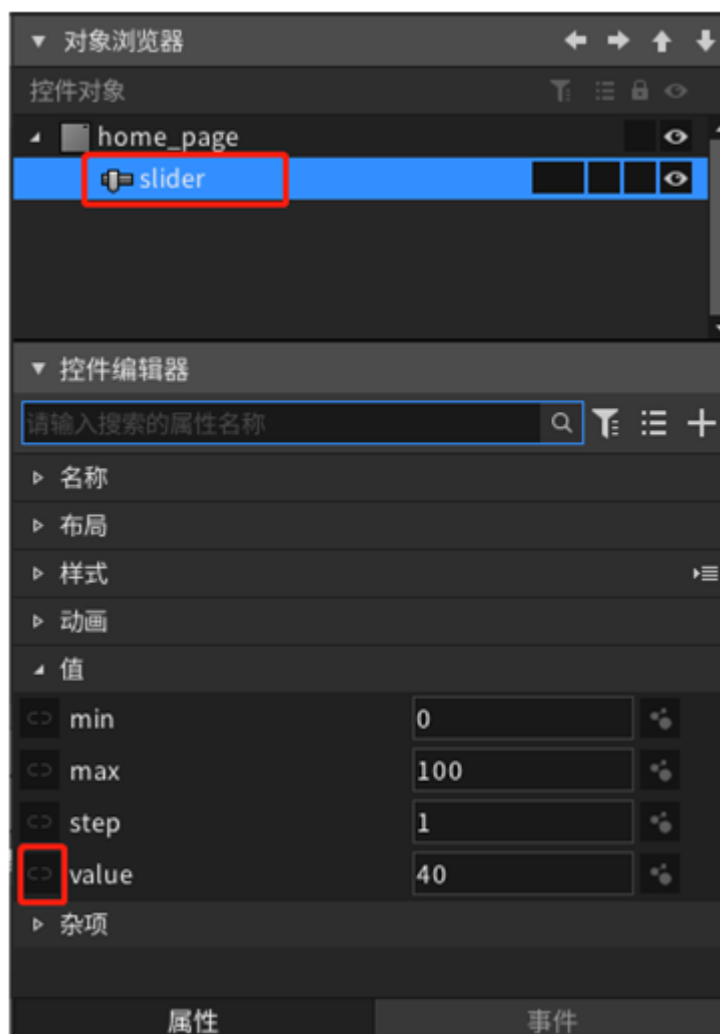 对象浏览器
控件对象
home_page
slider
控件编辑器
请输入搜索的属性名称
名称
布局
样式
动画
值
min 0
max 100
step 1
value 40
杂项
属性 事件